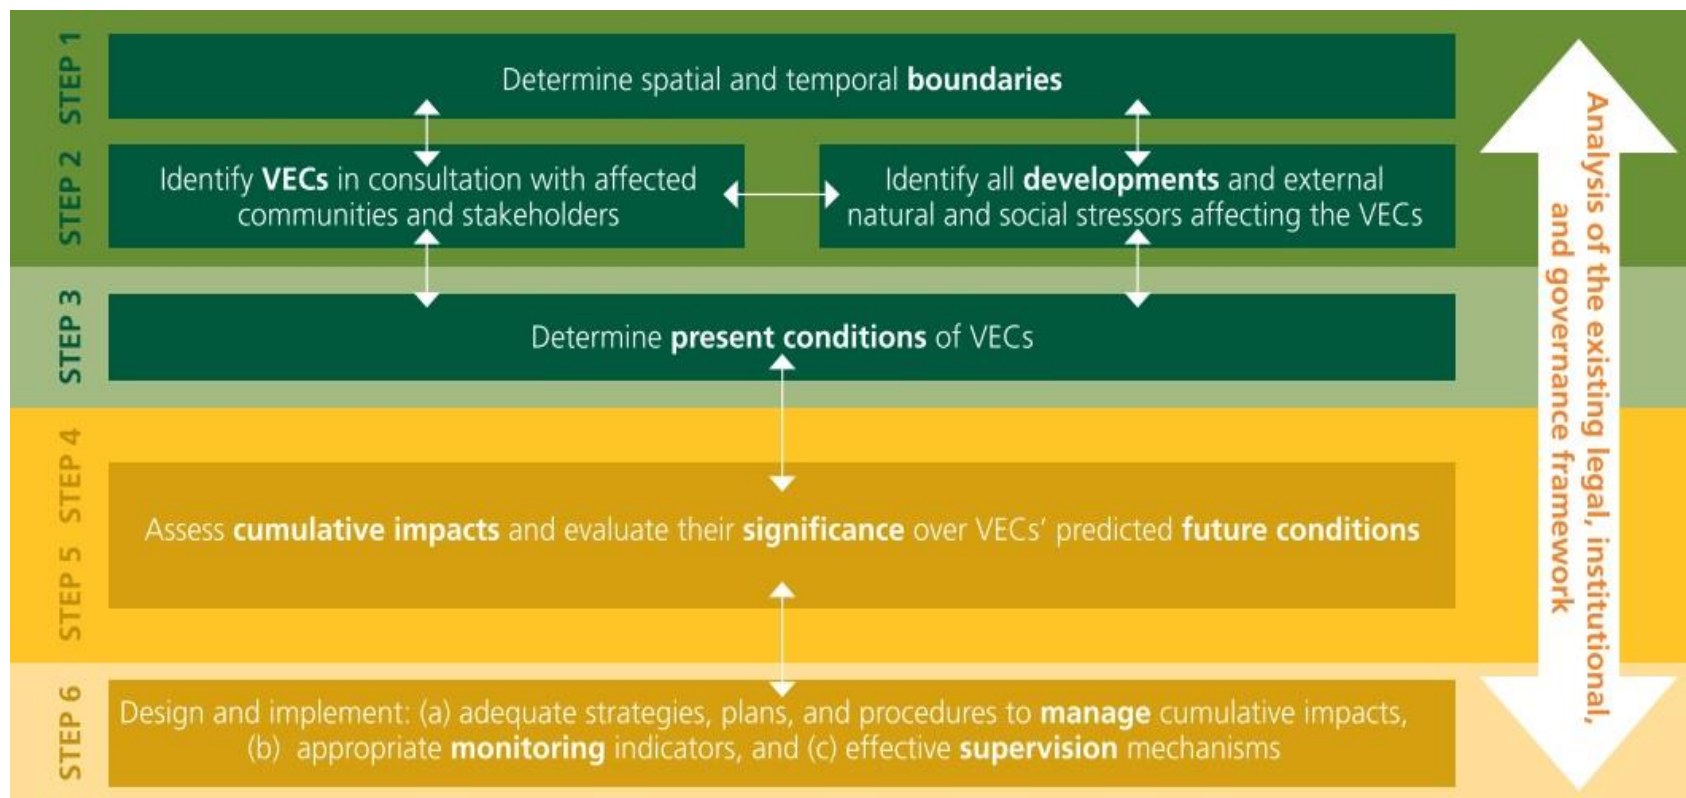 STEP 1
Determine spatial and temporal boundaries
STEP 2
Identify VECs in consultation with affected
communities and stakeholders
Identify all developments and external
natural and social stressors affecting the VECs
STEP 3
Determine present conditions of VECs
STEP 4
STEP 5
Assess cumulative impacts and evaluate their significance over VECs’ predicted future conditions
STEP 6
Design and implement: (a) adequate strategies, plans, and procedures to manage cumulative impacts,
(b) appropriate monitoring indicators, and (c) effective supervision mechanisms
Analysis of the existing legal, institutional,
and governance framework